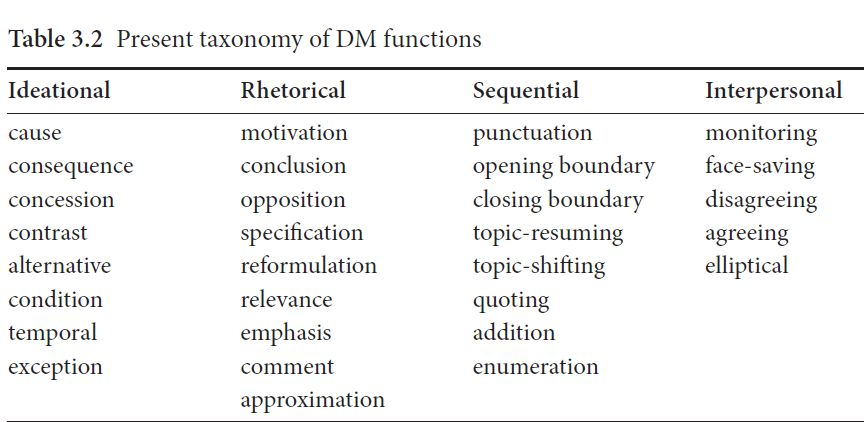 Table 3.2 Present taxonomy of DM functions
Ideational Rhetorical Sequential Interpersonal
cause motivation punctuation monitoring
consequence conclusion opening boundary face-saving
concession opposition closing boundary disagreeing
contrast specification topic-resuming agreeing
alternative reformulation topic-shifting elliptical
condition relevance quoting
temporal emphasis addition
exception comment enumeration
approximation